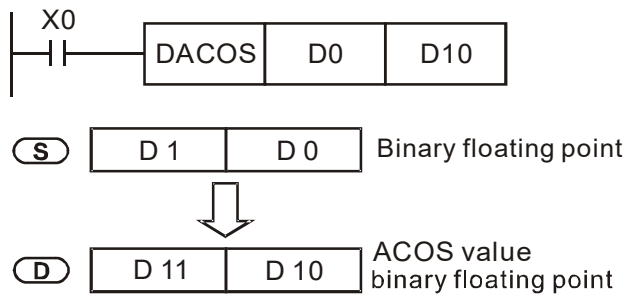 X0
DACOS D0 D10
S D 1 D 0 Binary floating point
D D 11 D 10 ACOS value
binary floating point